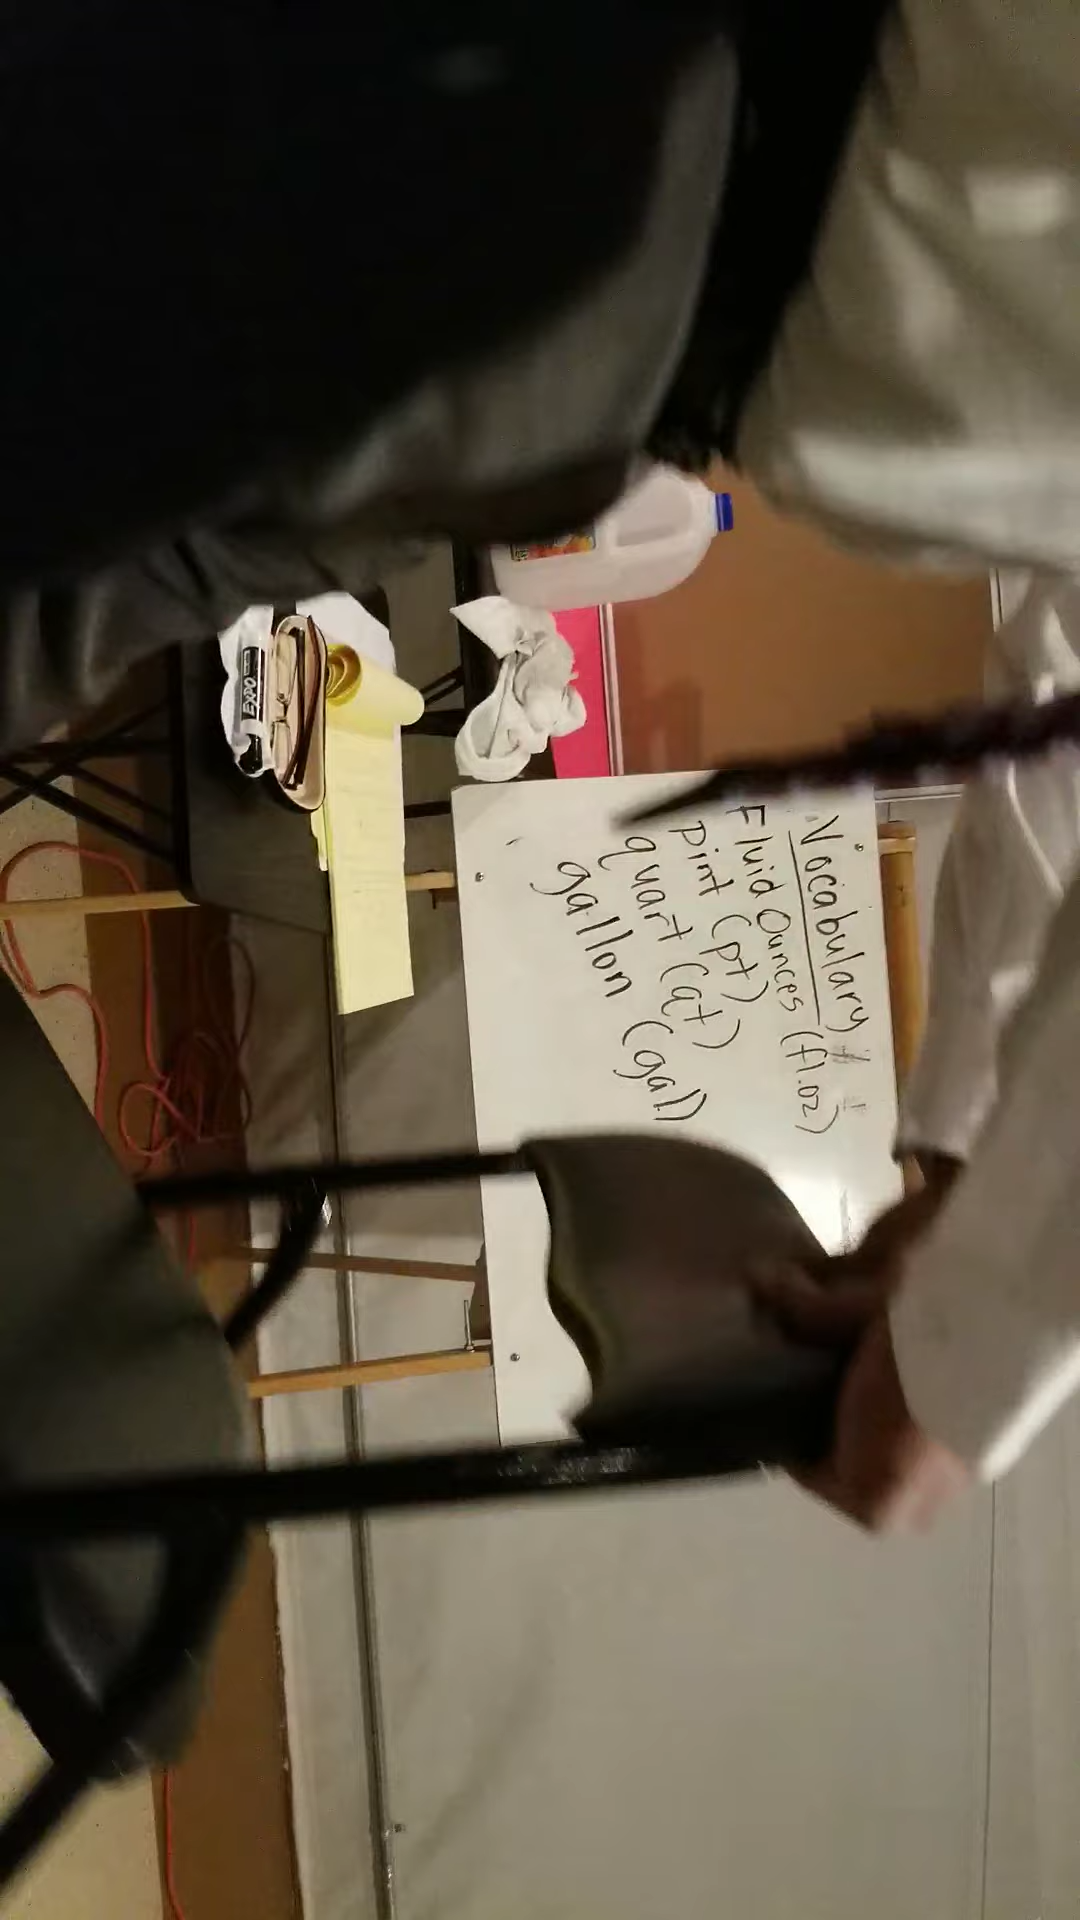 Vocabulary
Fluid Ounces (fl.oz)
pint (pt)
quart (qt)
gallon (gal)
EXPO